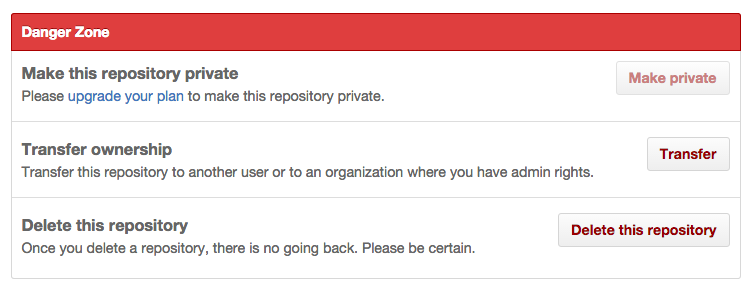 Danger Zone
Make this repository private
Make private
Please upgrade your plan to make this repository private.
Transfer ownership
Transfer
Transfer this repository to another user or to an organization where you have admin rights.
Delete this repository
Delete this repository
Once you delete a repository, there is no going back. Please be certain.